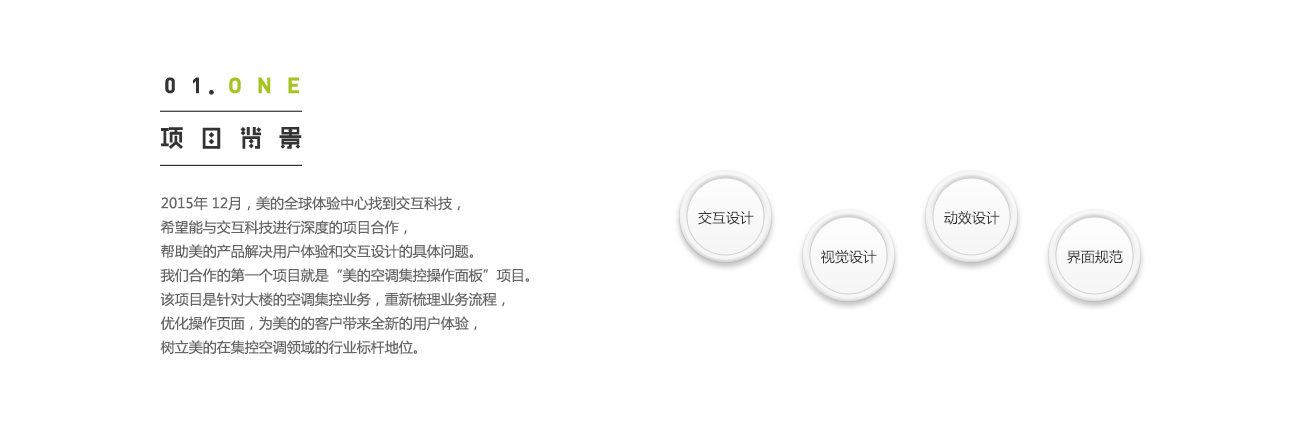 01.ONE
项目背景
2015年 12月，美的全球体验中心找到交互科技，
希望能与交互科技进行深度的项目合作，
帮助美的产品解决用户体验和交互设计的具体问题。
我们合作的第一个项目就是“美的空调集控操作面板”项目。
该项目是针对大楼的空调集控业务，重新梳理业务流程，
优化操作页面，为美的的客户带来全新的用户体验，
树立美的在集控空调领域的行业标杆地位。
交互设计
视觉设计
动效设计
界面规范